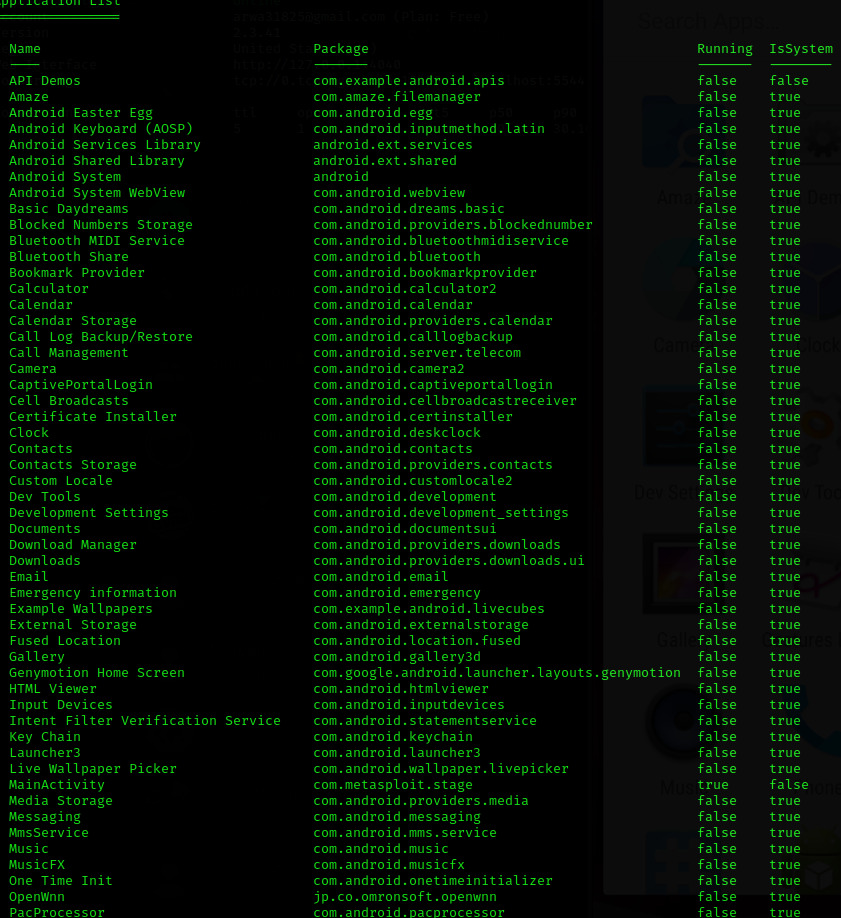 Application List
Name Package Running IsSystem
API Demos com.example.android.apis false false
Amaze com.amaze.filemanager false true
Android Easter Egg com.android.egg false true
Android Keyboard (AOSP) com.android.inputmethod.latin false true
Android Services Library android.ext.services false true
Android Shared Library android.ext.shared false true
Android System android false true
Android System WebView com.android.webview false true
Basic Daydreams com.android.dreams.basic false true
Blocked Numbers Storage com.android.providers.blockednumber false true
Bluetooth MIDI Service com.android.bluetoothmidiservice false true
Bluetooth Share com.android.bluetooth false true
Bookmark Provider com.android.bookmarkprovider false true
Calculator com.android.calculator2 false true
Calendar com.android.calendar false true
Calendar Storage com.android.providers.calendar false true
Call Log Backup/Restore com.android.calllogbackup false true
Call Management com.android.server.telecom false true
Camera com.android.camera2 false true
CaptivePortalLogin com.android.captiveportallogin false true
Cell Broadcasts com.android.cellbroadcastreceiver false true
Certificate Installer com.android.certinstaller false true
Clock com.android.deskclock false true
Contacts com.android.contacts false true
Contacts Storage com.android.providers.contacts false true
Custom Locale com.android.customlocale2 false true
Dev Tools com.android.development false true
Development Settings com.android.development_settings false true
Documents com.android.documentsui false true
Download Manager com.android.providers.downloads false true
Downloads com.android.providers.downloads.ui false true
Email com.android.email false true
Emergency information com.android.emergency false true
Example Wallpapers com.example.android.livecubes false true
External Storage com.android.externalstorage false true
Fused Location com.android.location.fused false true
Gallery com.android.gallery3d false true
Genymotion Home Screen com.google.android.launcher.layouts.genymotion false true
HTML Viewer com.android.htmlviewer false true
Input Devices com.android.inputdevices false true
Intent Filter Verification Service com.android.statementservice false true
Key Chain com.android.keychain false true
Launcher3 com.android.launcher3 false true
Live Wallpaper Picker com.android.wallpaper.livepicker false true
MainActivity com.metasploit.stage true false
Media Storage com.android.providers.media false true
Messaging com.android.messaging false true
MmsService com.android.mms.service false true
Music com.android.music false true
MusicFX com.android.musicfx false true
One Time Init com.android.onetimeinitializer false true
OpenWnn jp.co.omronsoft.openwnn false true
PacProcessor com.android.pacprocessor false true
Search Apps...